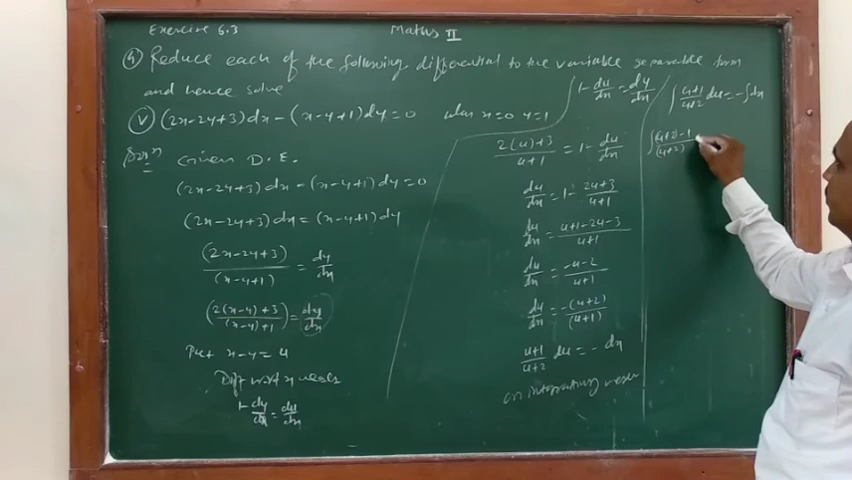 Exercise 6.3
Maths II
(4) Reduce each of the following differential to the variable separable form
and hence solve
(v) (2x-2y+3)dx-(x-y+1)dy=0 when x=0 y=1
Solⁿ Given D.E.
(2x-2y+3)dx-(x-y+1)dy=0
(2x-2y+3)dx=(x-y+1)dy
(2x-2y+3)/(x-y+1)=dy/dx
(2(x-y)+3)/((x-y)+1)=dy/dx
Put x-y=u
Diff w.r.t x we get
1-dy/dx=du/dx
1-du/dx=dy/dx
2(u)+3/u+1=1-du/dx
du/dx=1-2u+3/u+1
du/dx=u+1-2u-3/u+1
du/dx=-u-2/u+1
du/dx=-(u+2)/(u+1)
u+1/u+2 du=-dx
on integrating we get
∫u+1/u+2 du=-∫dx
∫(u+2)-1/(u+2)